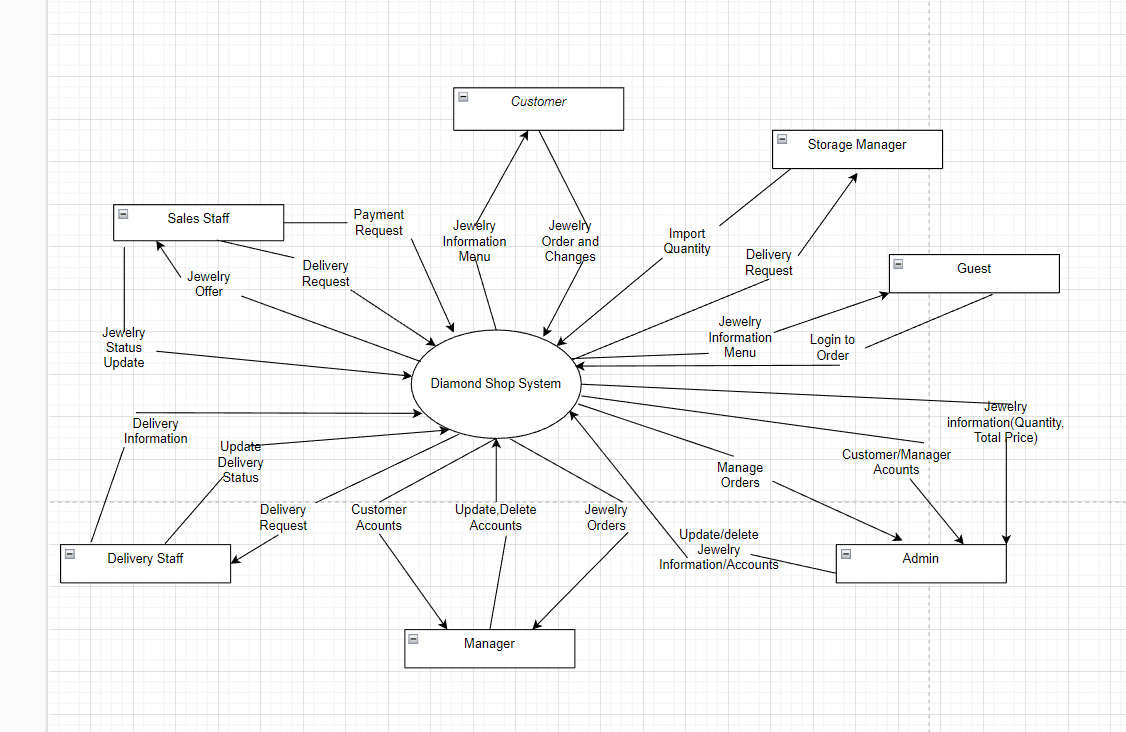 Customer
Storage Manager
Sales Staff
Payment
Request
Jewelry
Information
Menu
Jewelry
Order and
Changes
Import
Quantity
Delivery
Request
Guest
Jewelry
Offer
Delivery
Request
Jewelry
Status
Update
Jewelry
Information
Menu
Login to
Order
Diamond Shop System
Delivery
Information
Update
Delivery
Status
Jewelry
information(Quantity,
Total Price)
Customer/Manager
Acounts
Manage
Orders
Delivery
Request
Customer
Acounts
Update,Delete
Accounts
Jewelry
Orders
Update/delete
Jewelry
Information/Accounts
Delivery Staff
Admin
Manager